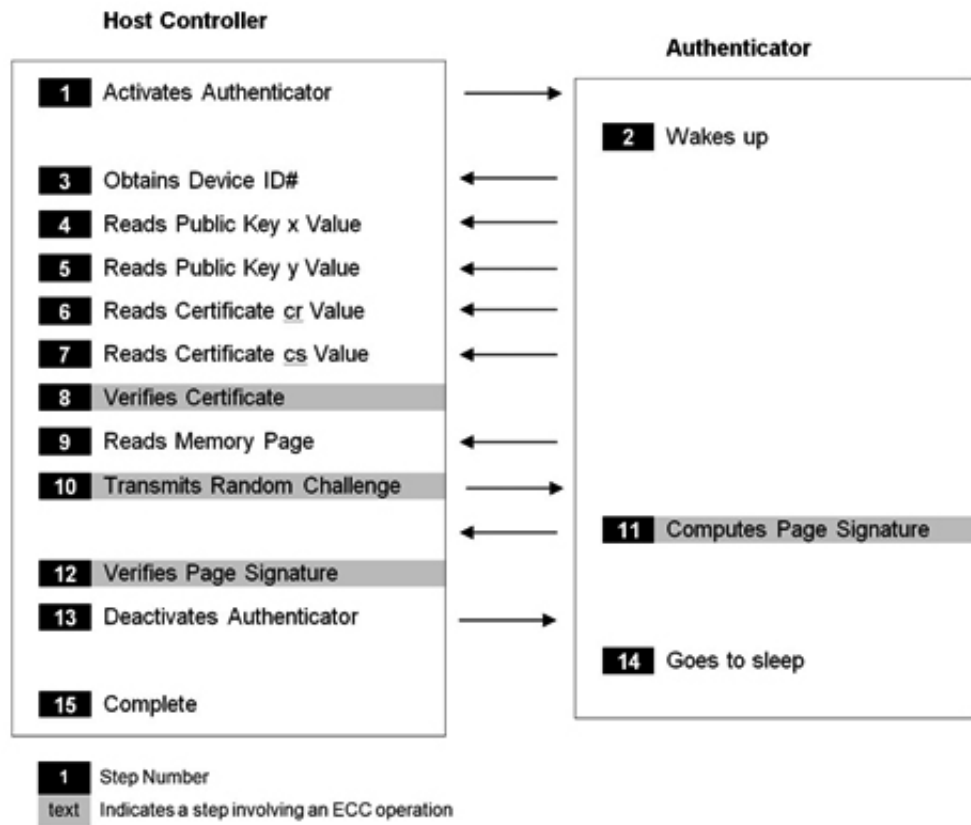 Host Controller
Authenticator
1 Activates Authenticator
2 Wakes up
3 Obtains Device ID#
4 Reads Public Key x Value
5 Reads Public Key y Value
6 Reads Certificate cr Value
7 Reads Certificate cs Value
8 Verifies Certificate
9 Reads Memory Page
10 Transmits Random Challenge
11 Computes Page Signature
12 Verifies Page Signature
13 Deactivates Authenticator
14 Goes to sleep
15 Complete
1 Step Number
text Indicates a step involving an ECC operation